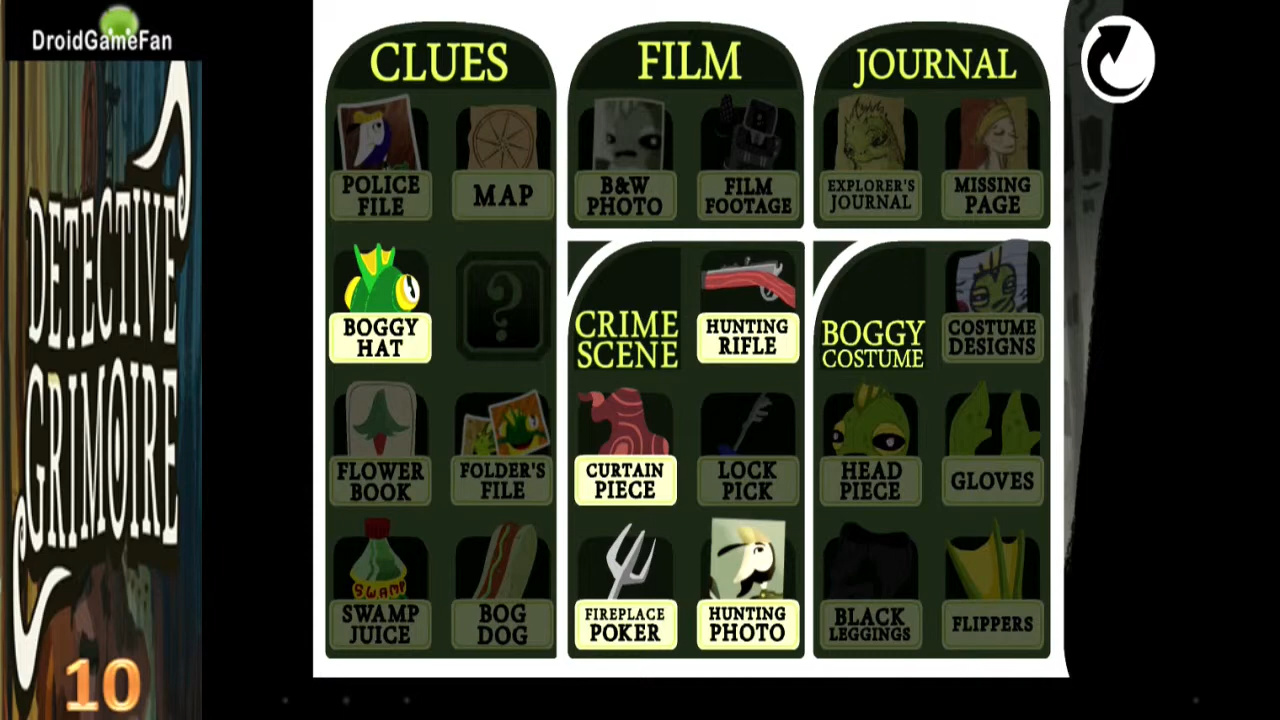 DroidGameFan
DETECTIVE
GRIMOIRE
10
CLUES
POLICE
FILE
MAP
BOGGY
HAT
?
FLOWER
BOOK
FOLDER'S
FILE
SWAMP
SWAMP
JUICE
BOG
DOG
FILM
B&W
PHOTO
FILM
FOOTAGE
JOURNAL
EXPLORER'S
JOURNAL
MISSING
PAGE
CRIME
SCENE
HUNTING
RIFLE
CURTAIN
PIECE
LOCK
PICK
FIREPLACE
POKER
HUNTING
PHOTO
BOGGY
COSTUME
COSTUME
DESIGNS
HEAD
PIECE
GLOVES
BLACK
LEGGINGS
FLIPPERS